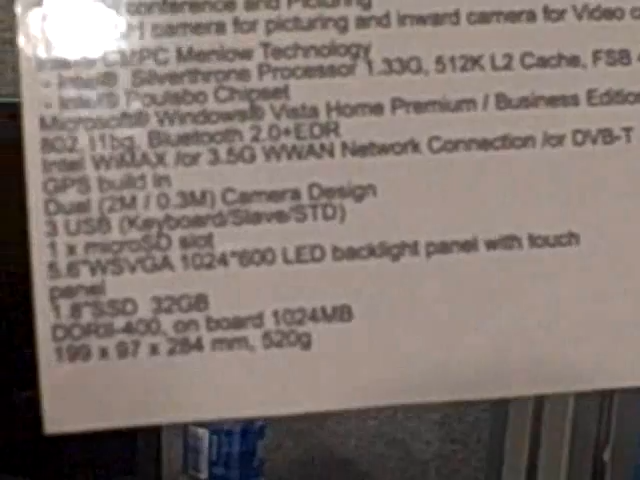 conference and Picturing
camera for picturing and inward camera for Video
CMPC Menlow Technology
- Intel® Silverthrone Processor 1.33G, 512K L2 Cache, FSB
- Intel® Poulsbo Chipset
Microsoft® Windows® Vista Home Premium / Business Edition
802.11bg, Bluetooth 2.0+EDR
Intel WiMAX /or 3.5G WWAN Network Connection /or DVB-T
GPS build in
Dual (2M / 0.3M) Camera Design
3 USB (Keyboard/Slave/STD)
1 x microSD slot
5.6"WSVGA 1024*600 LED backlight panel with touch
panel
1.8"SSD 32GB
DDRII-400, on board 1024MB
199 x 97 x 284 mm, 520g